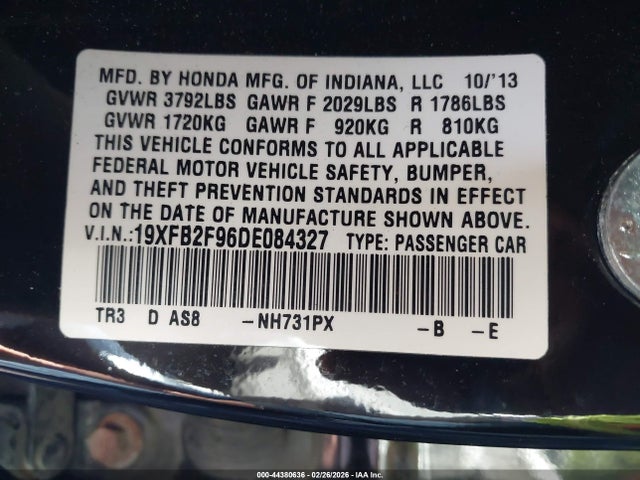 MFD. BY HONDA MFG. OF INDIANA, LLC 10/'13
GVWR 3792LBS GAWR F 2029LBS R 1786LBS
GVWR 1720KG GAWR F 920KG R 810KG
THIS VEHICLE CONFORMS TO ALL APPLICABLE
FEDERAL MOTOR VEHICLE SAFETY, BUMPER,
AND THEFT PREVENTION STANDARDS IN EFFECT
ON THE DATE OF MANUFACTURE SHOWN ABOVE.
V.I.N.:19XFB2F96DE084327 TYPE: PASSENGER CAR
TR3 D AS8 -NH731PX -B -E
000-44380636 - 02/26/2026 - IAA Inc.